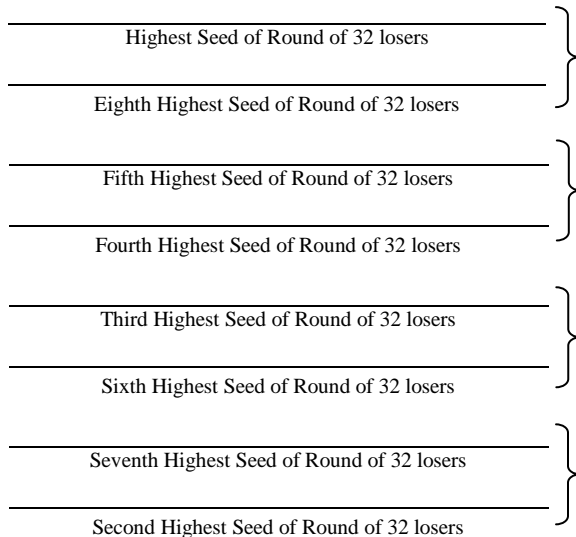 Highest Seed of Round of 32 losers
Eighth Highest Seed of Round of 32 losers
Fifth Highest Seed of Round of 32 losers
Fourth Highest Seed of Round of 32 losers
Third Highest Seed of Round of 32 losers
Sixth Highest Seed of Round of 32 losers
Seventh Highest Seed of Round of 32 losers
Second Highest Seed of Round of 32 losers